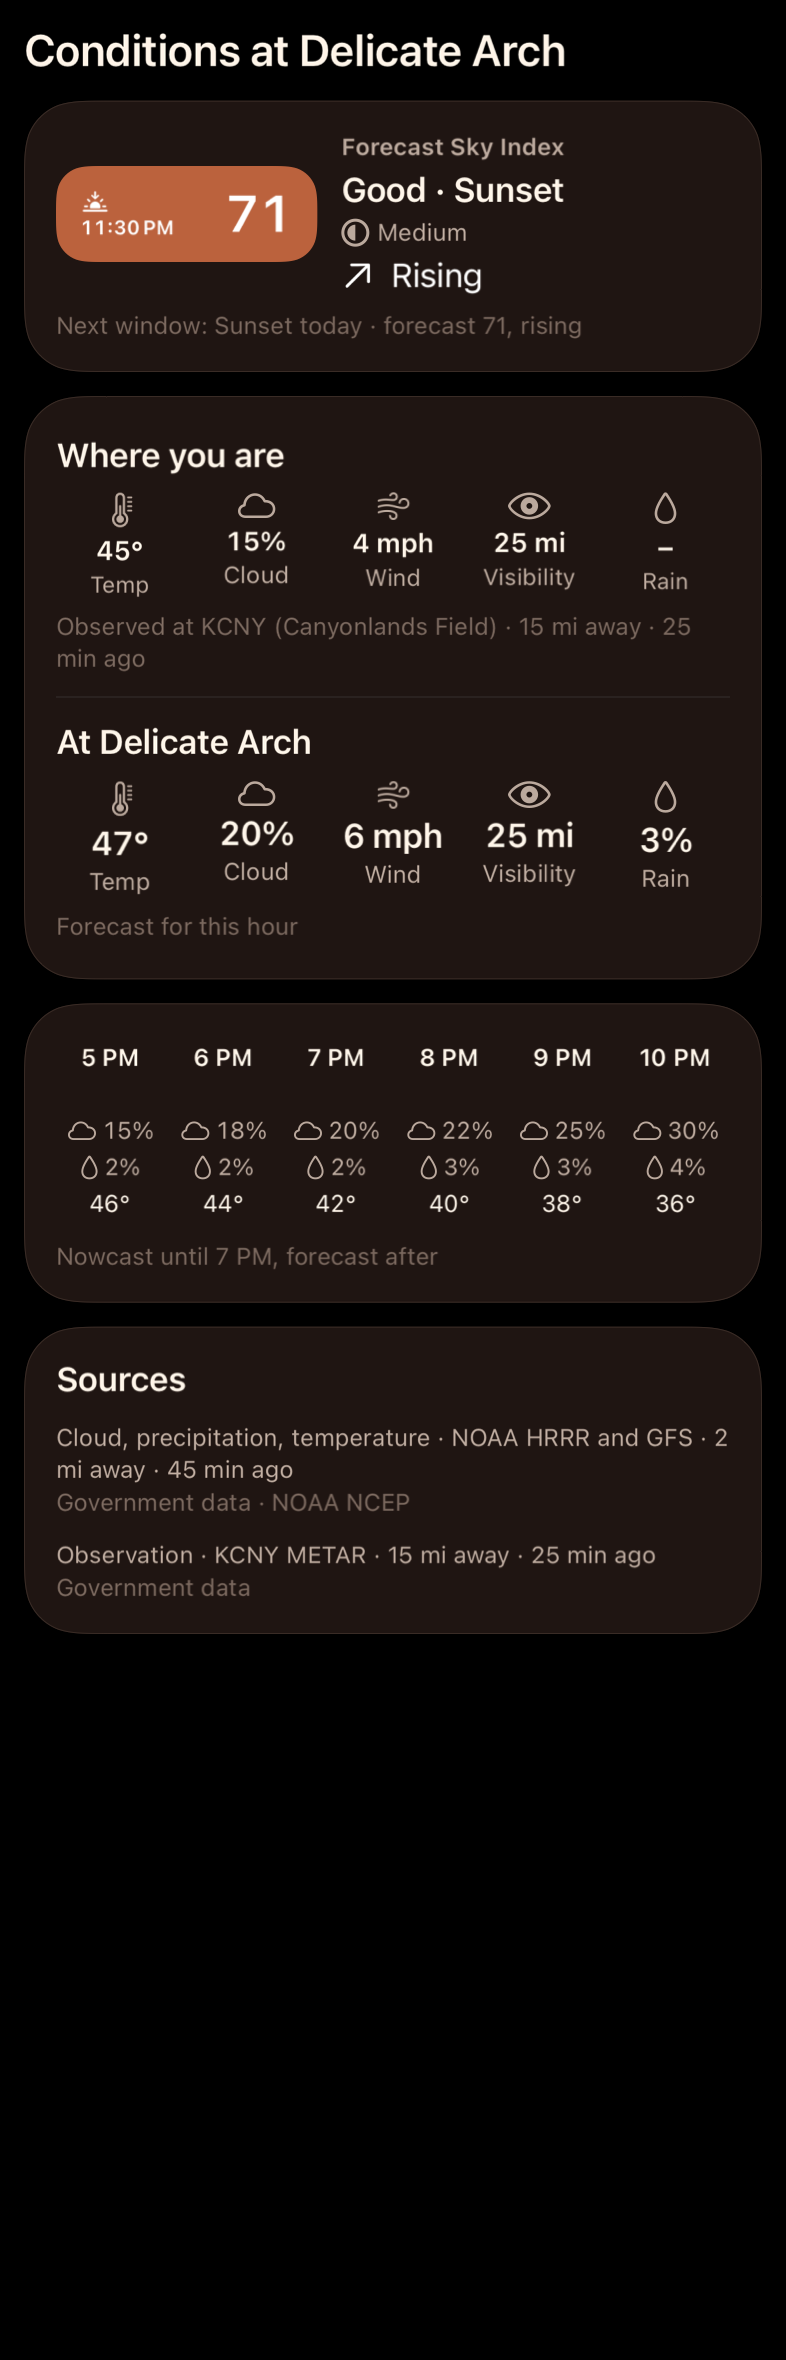 Conditions at Delicate Arch
Forecast Sky Index
11:30 PM
71
Good · Sunset
Medium
Rising
Next window: Sunset today · forecast 71, rising
Where you are
45° 15% 4 mph 25 mi –
Temp Cloud Wind Visibility Rain
Observed at KCNY (Canyonlands Field) · 15 mi away · 25
min ago
At Delicate Arch
47° 20% 6 mph 25 mi 3%
Temp Cloud Wind Visibility Rain
Forecast for this hour
5 PM 6 PM 7 PM 8 PM 9 PM 10 PM
15% 18% 20% 22% 25% 30%
2% 2% 2% 3% 3% 4%
46° 44° 42° 40° 38° 36°
Nowcast until 7 PM, forecast after
Sources
Cloud, precipitation, temperature · NOAA HRRR and GFS · 2
mi away · 45 min ago
Government data · NOAA NCEP
Observation · KCNY METAR · 15 mi away · 25 min ago
Government data